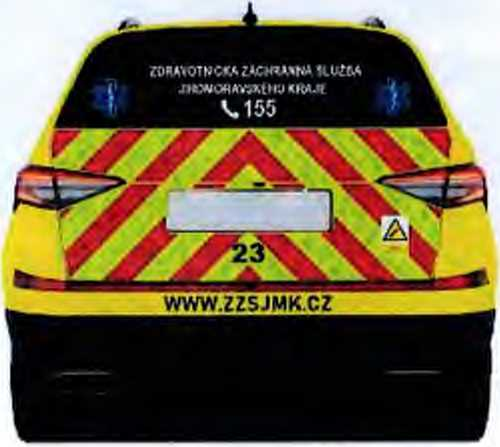 ZDRAVOTNICKÁ ZÁCHRANNÁ SLUŽBA
JIHOMORAVSKÉHO KRAJE
155
23
WWW.ZZSJMK.CZ